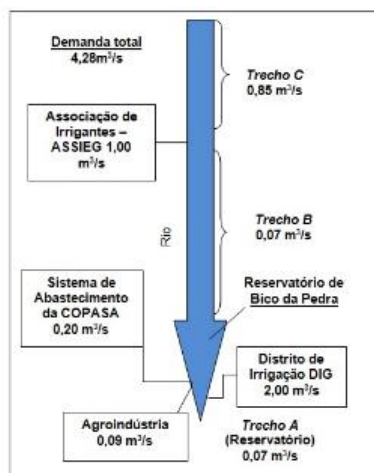 Demanda total
4,28m³/s
Trecho C
0,85m³/s
Associação de
Irrigantes –
ASSIEG 1,00
m³/s
Trecho B
0,07 m³/s
Rio
Reservatório de
Bico da Pedra
Sistema de
Abastecimento
da COPASA
0,20 m³/s
Distrito de
Irrigação DIG
2,00 m³/s
Agroindústria
0,09 m³/s
Trecho A
(Reservatório)
0,07 m³/s